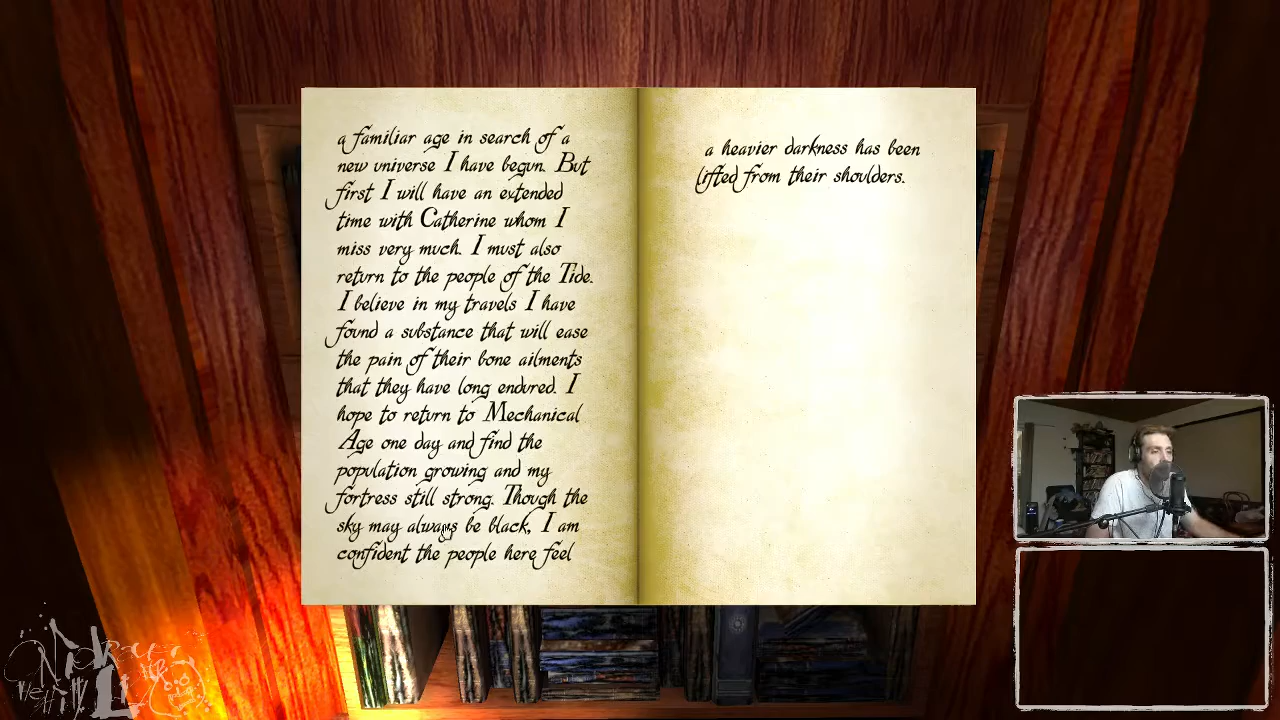 a familiar age in search of a
new universe I have begun. But
first I will have an extended
time with Catherine whom I
miss very much. I must also
return to the people of the Tide.
I believe in my travels I have
found a substance that will ease
the pain of their bone ailments
that they have long endured. I
hope to return to Mechanical
Age one day and find the
population growing and my
fortress still strong. Though the
sky may always be black, I am
confident the people here feel
a heavier darkness has been
lifted from their shoulders.